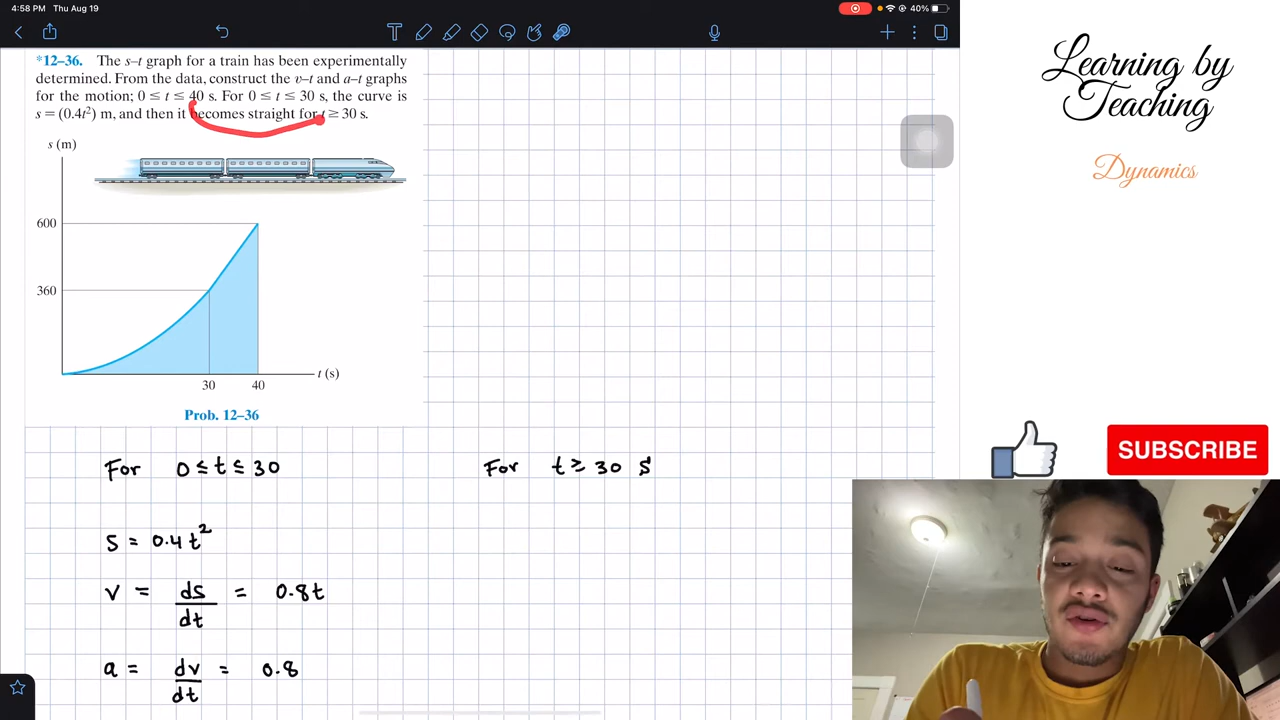 4:58 PM Thu Aug 19
40%
*12–36. The s–t graph for a train has been experimentally
determined. From the data, construct the v–t and a–t graphs
for the motion; 0 ≤ t ≤ 40 s. For 0 ≤ t ≤ 30 s, the curve is
s = (0.4t²) m, and then it becomes straight for t ≥ 30 s.
s (m)
600
360
30
40
t (s)
Prob. 12–36
For 0 ≤ t ≤ 30
s = 0.4 t²
v = ds/dt = 0.8t
a = dv/dt = 0.8
For t ≥ 30 s
Learning by
Teaching
Dynamics
SUBSCRIBE